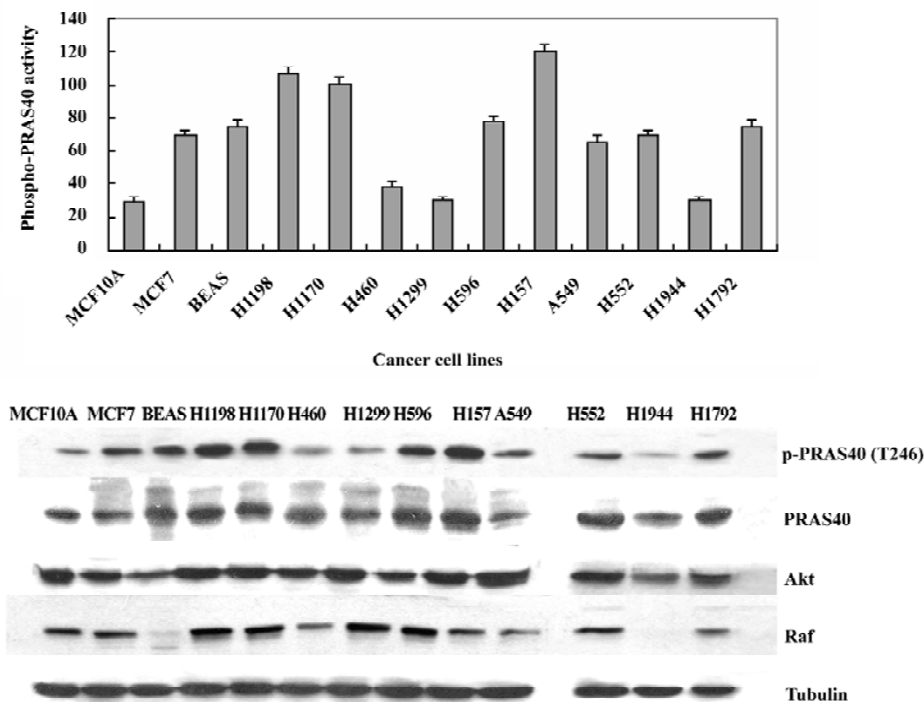 140
120
100
80
60
40
20
0
Phospho-PRAS40 activity
MCF10A MCF7 BEAS H1198 H1170 H460 H1299 H596 H157 A549 H552 H1944 H1792
Cancer cell lines
MCF10A MCF7 BEAS H1198 H1170 H460 H1299 H596 H157 A549 H552 H1944 H1792
p-PRAS40 (T246)
PRAS40
Akt
Raf
Tubulin